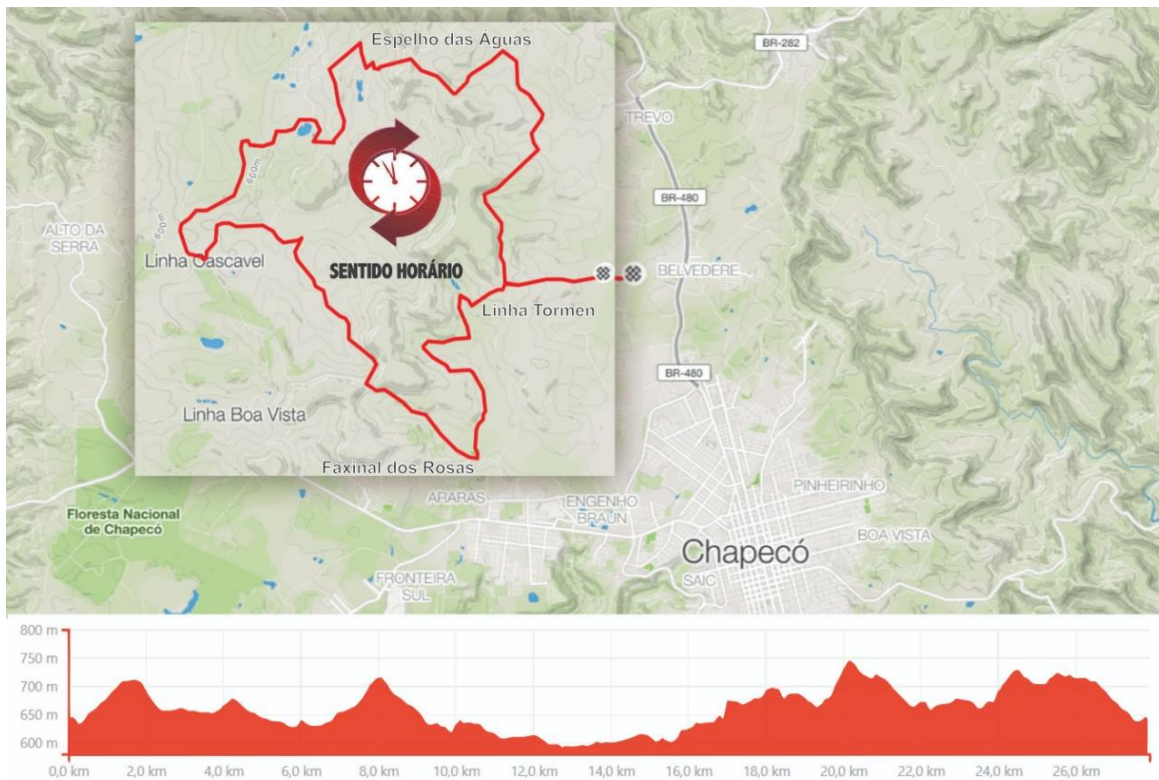 Espelho das Águas
BR-282
TREVO
600m
BR-480
ALTO DA
SERRA
600m
Linha Cascavel
SENTIDO HORÁRIO
BELVEDERE
Linha Tormen
BR-480
Linha Boa Vista
Faxinal dos Rosas
ARARAS
ENGENHO
BRAUN
PINHEIRINHO
Floresta Nacional
de Chapecó
BOA VISTA
Chapecó
FRONTEIRA
SUL
SAIC
800 m
750 m
700 m
650 m
600 m
0,0 km 2,0 km 4,0 km 6,0 km 8,0 km 10,0 km 12,0 km 14,0 km 16,0 km 18,0 km 20,0 km 22,0 km 24,0 km 26,0 km